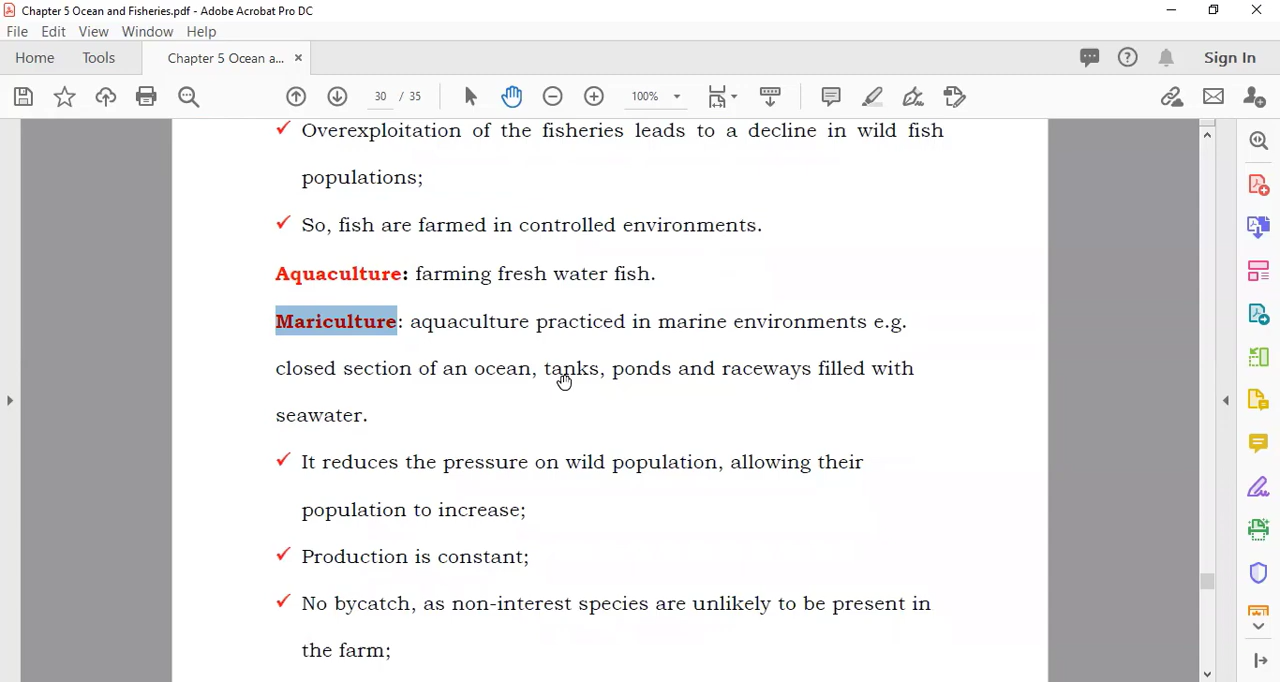 Chapter 5 Ocean and Fisheries.pdf - Adobe Acrobat Pro DC
File Edit View Window Help
Home Tools Chapter 5 Ocean a... × Sign In
30 / 35 100%
Overexploitation of the fisheries leads to a decline in wild fish
populations;
So, fish are farmed in controlled environments.
Aquaculture: farming fresh water fish.
Mariculture: aquaculture practiced in marine environments e.g.
closed section of an ocean, tanks, ponds and raceways filled with
seawater.
It reduces the pressure on wild population, allowing their
population to increase;
Production is constant;
No bycatch, as non-interest species are unlikely to be present in
the farm;